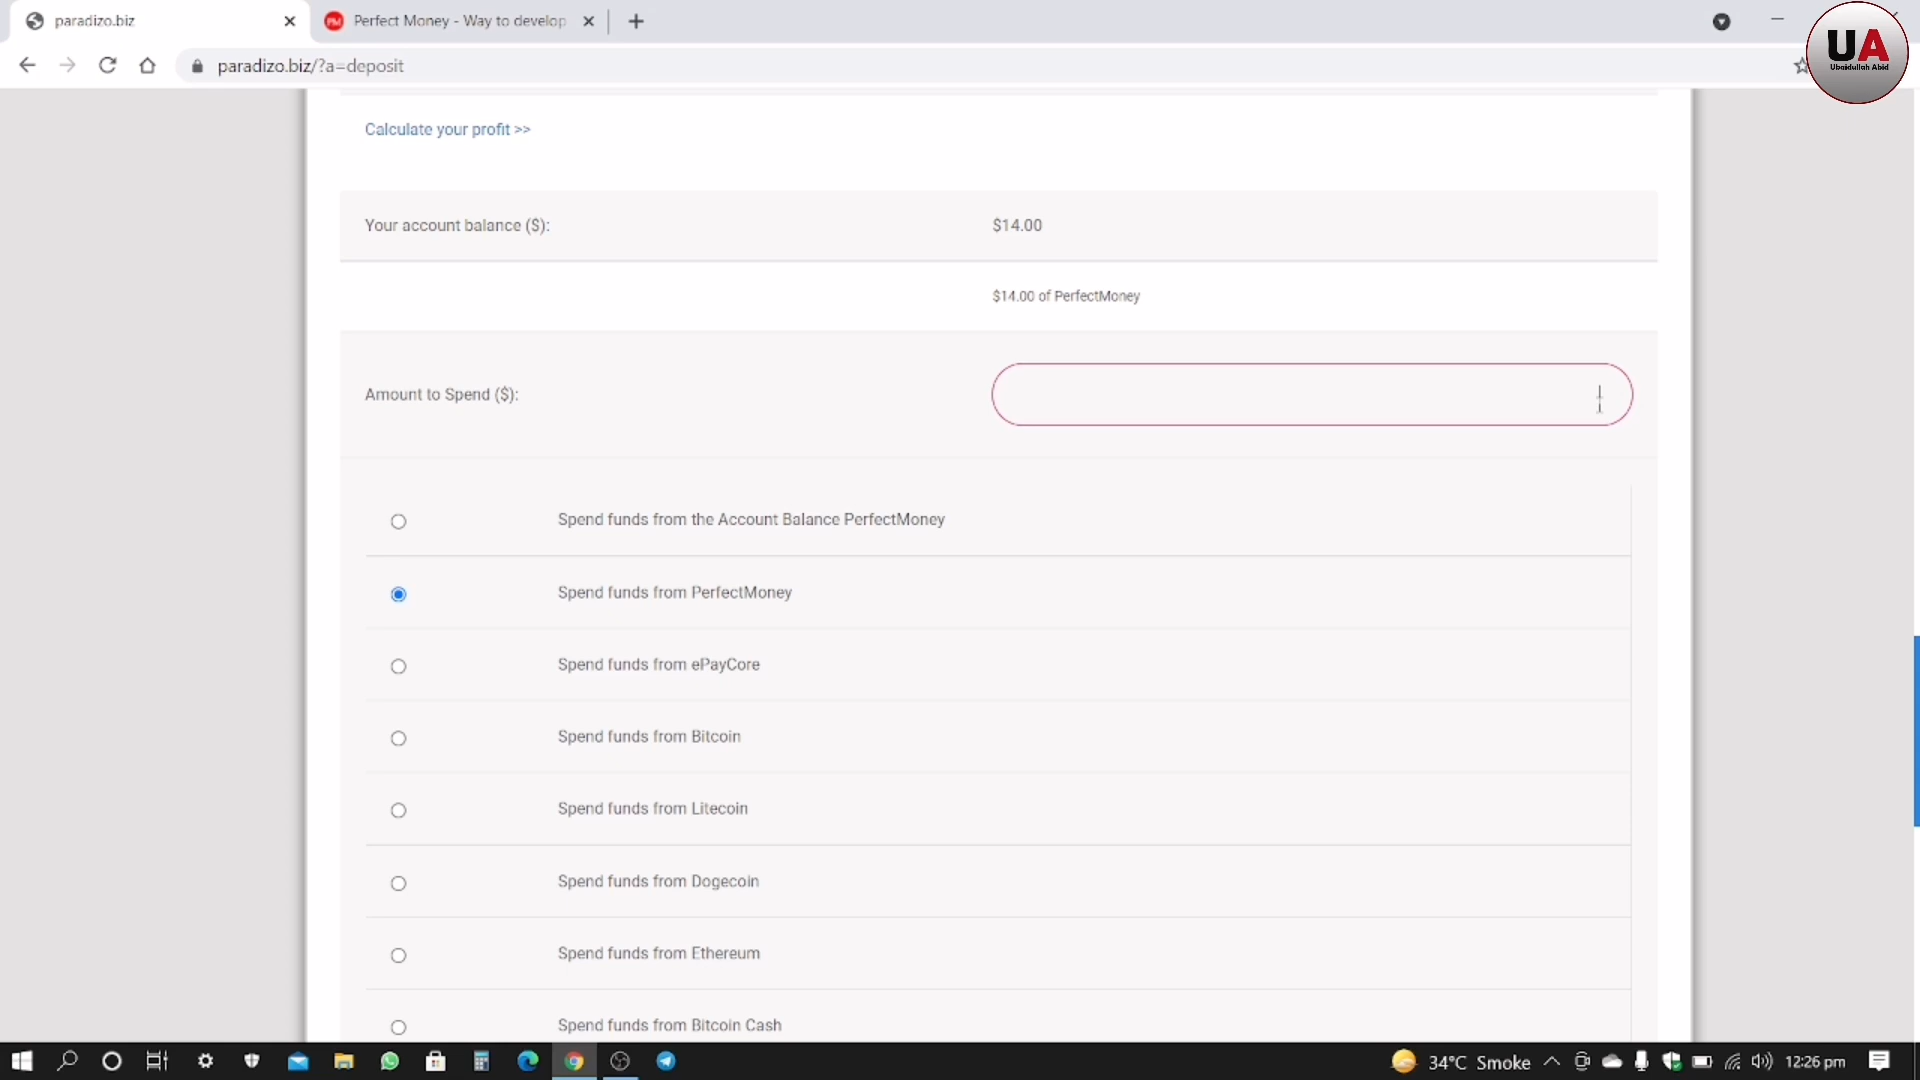 paradizo.biz
Perfect Money - Way to develop
paradizo.biz/?a=deposit
UA
Ubaidullah Abid
Calculate your profit >>
Your account balance ($):
$14.00
$14.00 of PerfectMoney
Amount to Spend ($):
Spend funds from the Account Balance PerfectMoney
Spend funds from PerfectMoney
Spend funds from ePayCore
Spend funds from Bitcoin
Spend funds from Litecoin
Spend funds from Dogecoin
Spend funds from Ethereum
Spend funds from Bitcoin Cash
34°C Smoke
12:26 pm